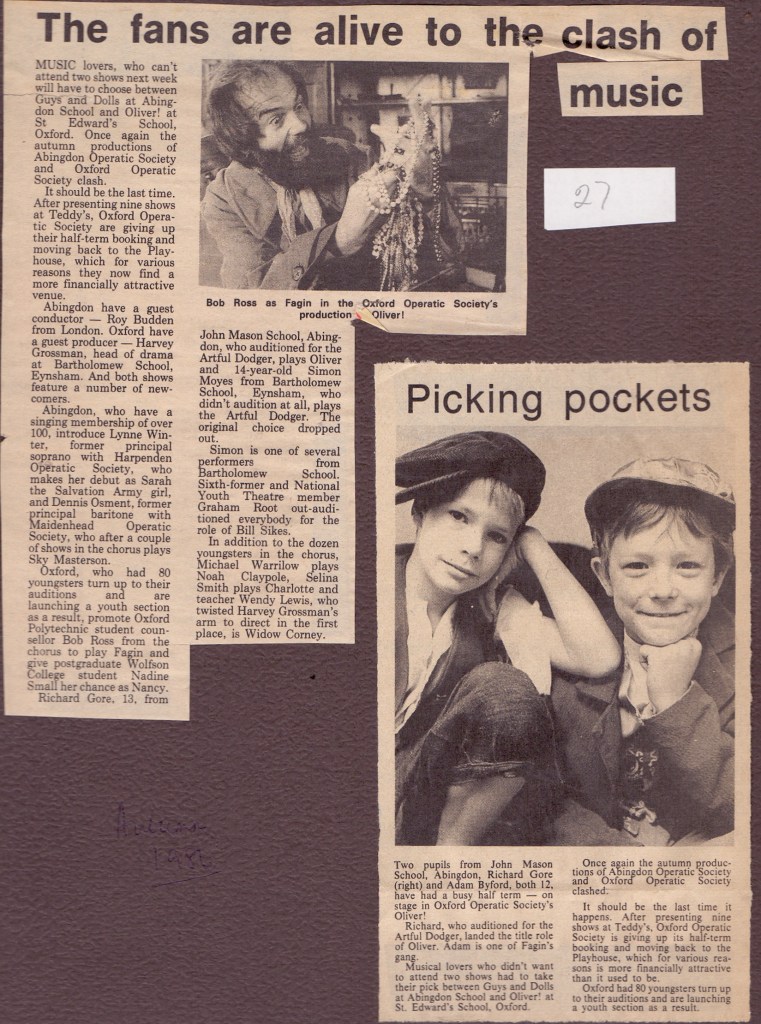 The fans are alive to the clash of
music
MUSIC lovers, who can't
attend two shows next week
will have to choose between
Guys and Dolls at Abing-
don School and Oliver! at
St Edward's School,
Oxford. Once again the
autumn productions of
Abingdon Operatic Society
and Oxford Operatic
Society clash.
It should be the last time.
After presenting nine shows
at Teddy's, Oxford Opera-
tic Society are giving up
their half-term booking and
moving back to the Play-
house, which for various
reasons they now find a
more financially attractive
venue.
Abingdon have a guest
conductor — Roy Budden
from London. Oxford have
a guest producer — Harvey
Grossman, head of drama
at Bartholomew School,
Eynsham. And both shows
feature a number of new-
comers.
Abingdon, who have a
singing membership of over
100, introduce Lynne Win-
ter, former principal
soprano with Harpenden
Operatic Society, who
makes her debut as Sarah
the Salvation Army girl,
and Dennis Osment, former
principal baritone with
Maidenhead Operatic
Society, who after a couple
of shows in the chorus plays
Sky Masterson.
Oxford, who had 80
youngsters turn up to their
auditions and are
launching a youth section
as a result, promote Oxford
Polytechnic student coun-
sellor Bob Ross from the
chorus to play Fagin and
give postgraduate Wolfson
College student Nadine
Small her chance as Nancy.
Richard Gore, 13, from
Bob Ross as Fagin in the Oxford Operatic Society's
production Oliver!
John Mason School, Abing-
don, who auditioned for the
Artful Dodger, plays Oliver
and 14-year-old Simon
Moyes from Bartholomew
School, Eynsham, who
didn't audition at all, plays
the Artful Dodger. The
original choice dropped
out.
Simon is one of several
performers from
Bartholomew School.
Sixth-former and National
Youth Theatre member
Graham Root out-audi-
tioned everybody for the
role of Bill Sikes.
In addition to the dozen
youngsters in the chorus,
Michael Warrilow plays
Noah Claypole, Selina
Smith plays Charlotte and
teacher Wendy Lewis, who
twisted Harvey Grossman's
arm to direct in the first
place, is Widow Corney.
27
Picking pockets
Two pupils from John Mason
School, Abingdon, Richard Gore
(right) and Adam Byford, both 12,
have had a busy half term — on
stage in Oxford Operatic Society's
Oliver!
Richard, who auditioned for the
Artful Dodger, landed the title role
of Oliver. Adam is one of Fagin's
gang.
Musical lovers who didn't want
to attend two shows had to take
their pick between Guys and Dolls
at Abingdon School and Oliver! at
St. Edward's School, Oxford.
Once again the autumn produc-
tions of Abingdon Operatic Society
and Oxford Operatic Society
clashed.
It should be the last time it
happens. After presenting nine
shows at Teddy's, Oxford Operatic
Society is giving up its half-term
booking and moving back to the
Playhouse, which for various rea-
sons is more financially attractive
than it used to be.
Oxford had 80 youngsters turn up
to their auditions and are launching
a youth section as a result.